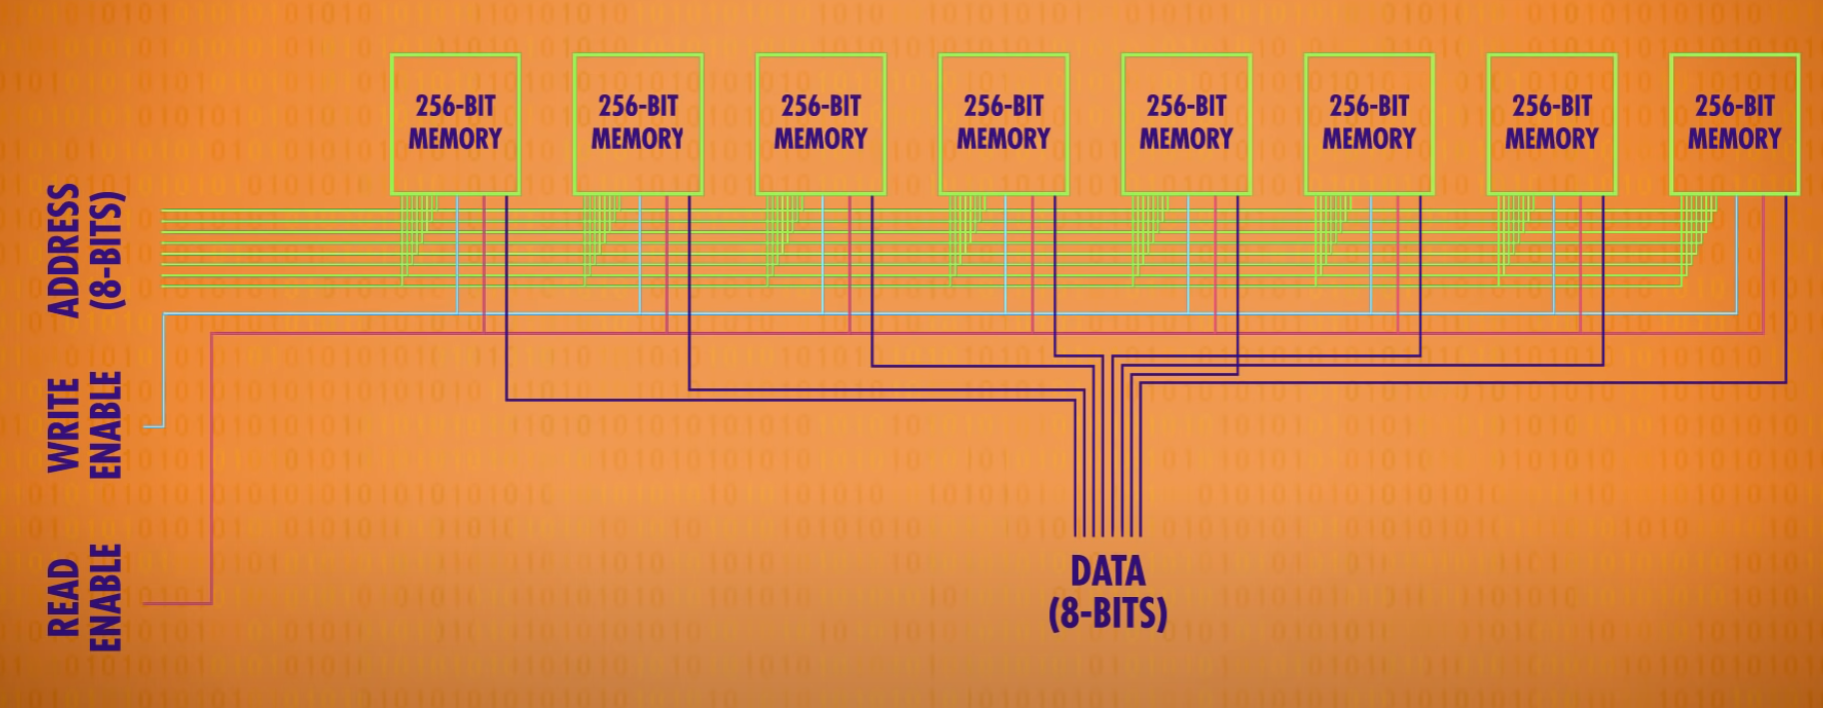 256-BIT
MEMORY
256-BIT
MEMORY
256-BIT
MEMORY
256-BIT
MEMORY
256-BIT
MEMORY
256-BIT
MEMORY
256-BIT
MEMORY
256-BIT
MEMORY
ADDRESS
(8-BITS)
WRITE
ENABLE
READ
ENABLE
DATA
(8-BITS)